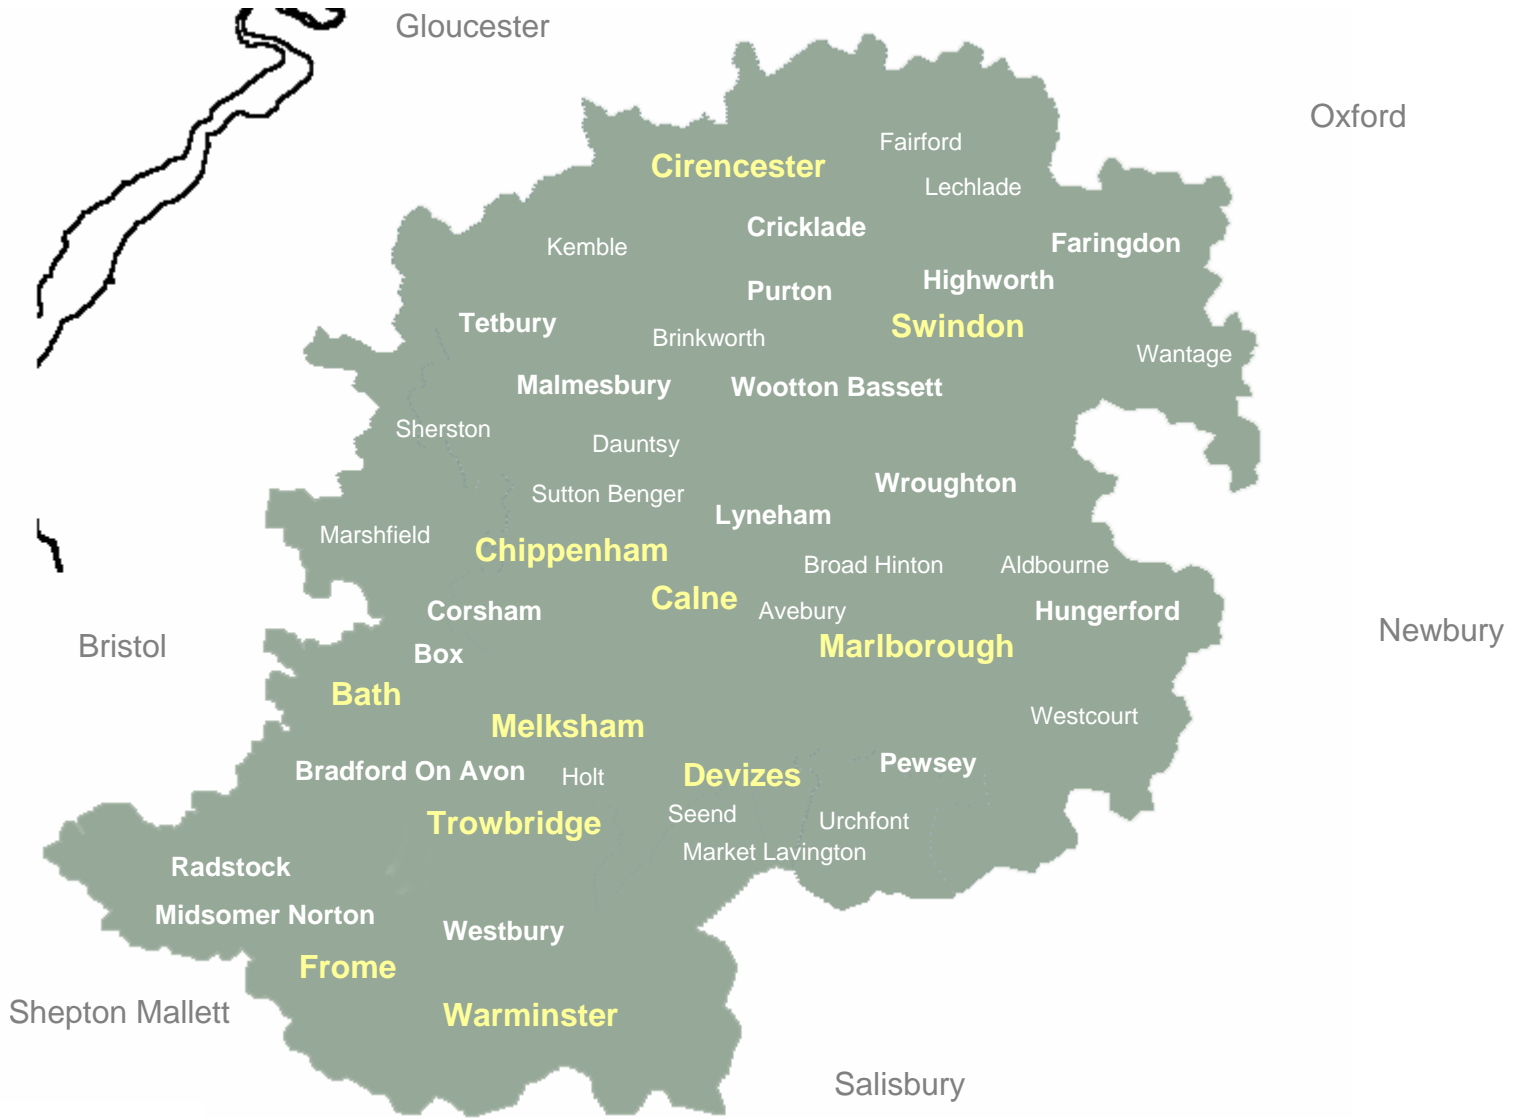 Gloucester
Oxford
Fairford
Cirencester
Lechlade
Cricklade
Faringdon
Kemble
Highworth
Purton
Tetbury
Swindon
Brinkworth
Wantage
Malmesbury
Wootton Bassett
Sherston
Dauntsy
Wroughton
Sutton Benger
Lyneham
Marshfield
Chippenham
Broad Hinton
Aldbourne
Calne
Corsham
Avebury
Hungerford
Newbury
Bristol
Marlborough
Box
Bath
Westcourt
Melksham
Pewsey
Bradford On Avon
Holt
Devizes
Seend
Urchfont
Trowbridge
Market Lavington
Radstock
Midsomer Norton
Westbury
Frome
Shepton Mallett
Warminster
Salisbury